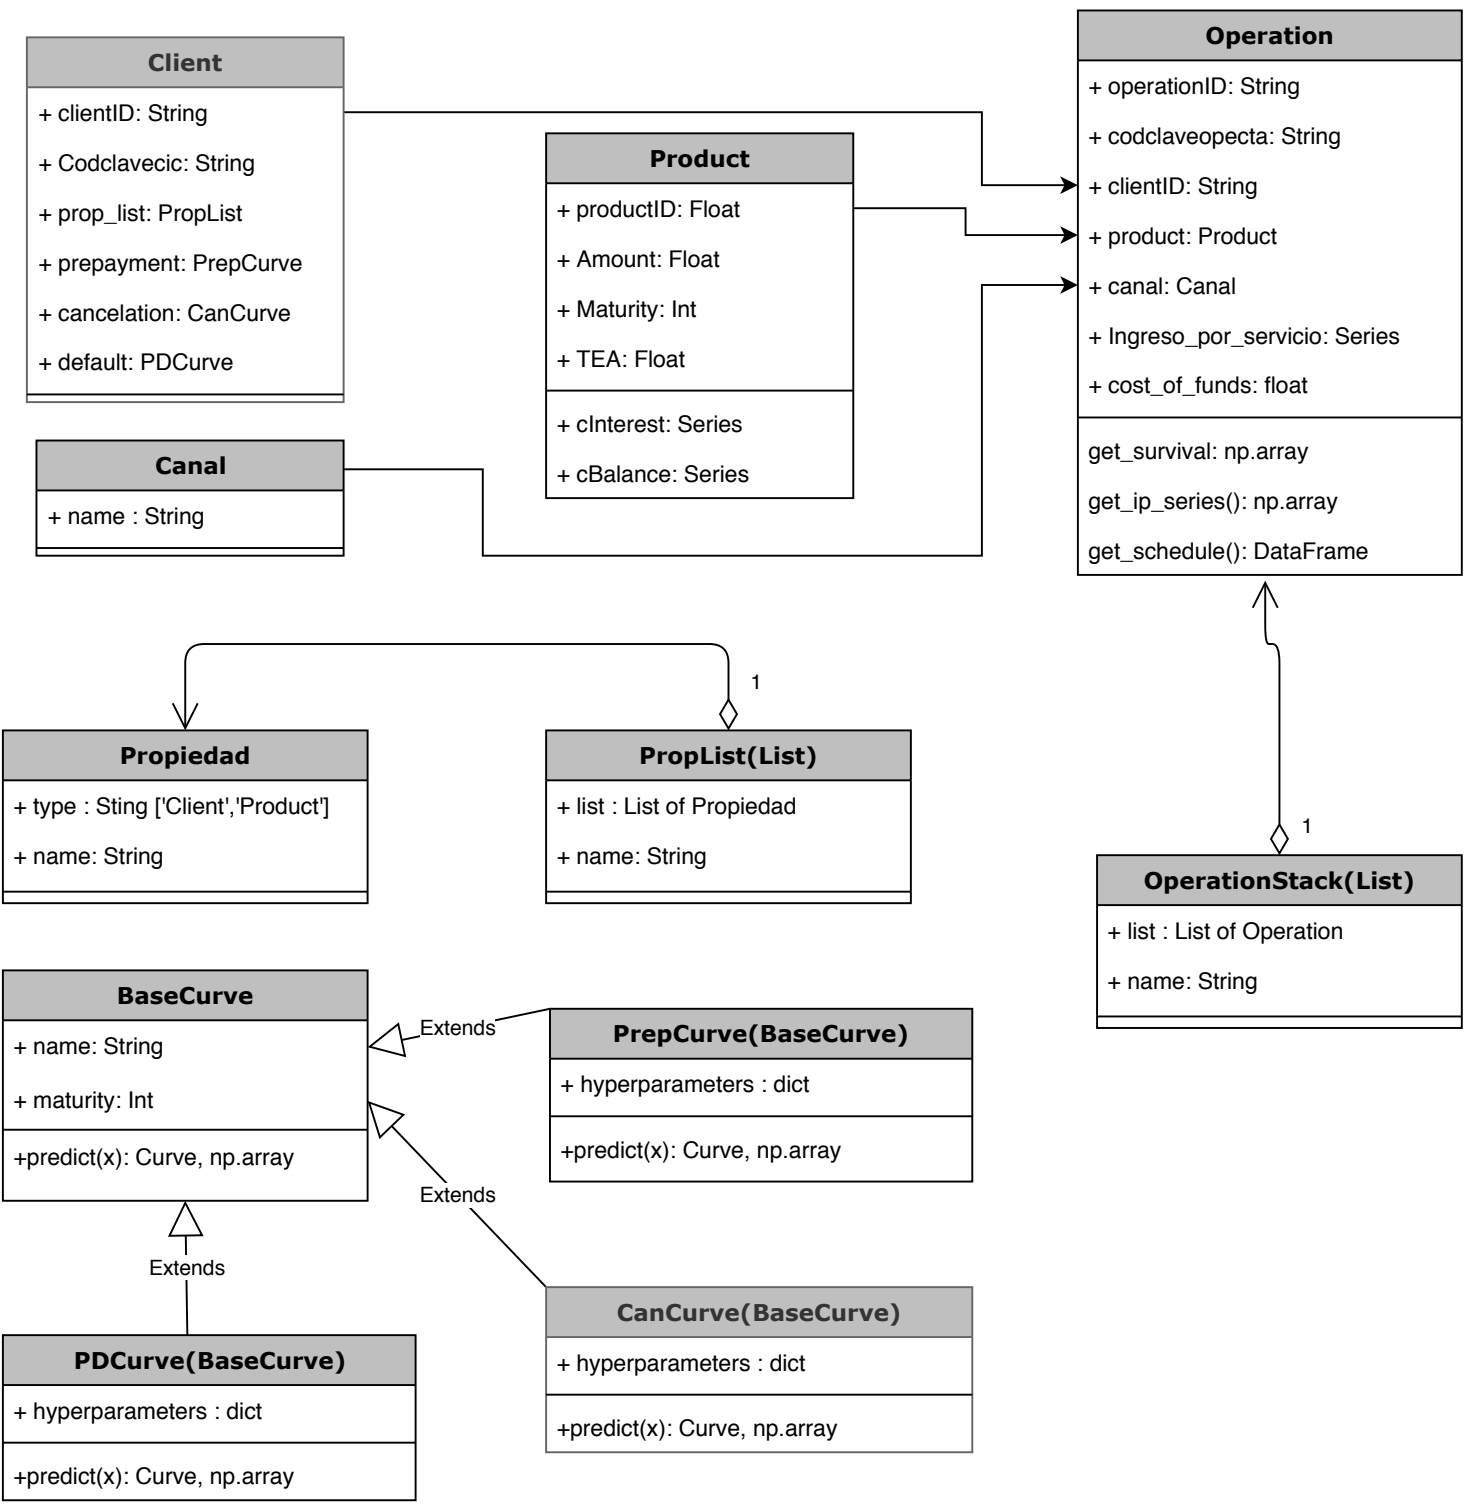 Client
+ clientID: String
+ Codclavecic: String
+ prop_list: PropList
+ prepayment: PrepCurve
+ cancelation: CanCurve
+ default: PDCurve
Product
+ productID: Float
+ Amount: Float
+ Maturity: Int
+ TEA: Float
+ cInterest: Series
+ cBalance: Series
Operation
+ operationID: String
+ codclaveopecta: String
+ clientID: String
+ product: Product
+ canal: Canal
+ Ingreso_por_servicio: Series
+ cost_of_funds: float
get_survival: np.array
get_ip_series(): np.array
get_schedule(): DataFrame
Canal
+ name : String
1
Propiedad
+ type : Sting ['Client','Product']
+ name: String
PropList(List)
+ list : List of Propiedad
+ name: String
1
OperationStack(List)
+ list : List of Operation
+ name: String
BaseCurve
+ name: String
+ maturity: Int
+predict(x): Curve, np.array
Extends
PrepCurve(BaseCurve)
+ hyperparameters : dict
+predict(x): Curve, np.array
Extends
Extends
CanCurve(BaseCurve)
+ hyperparameters : dict
+predict(x): Curve, np.array
PDCurve(BaseCurve)
+ hyperparameters : dict
+predict(x): Curve, np.array